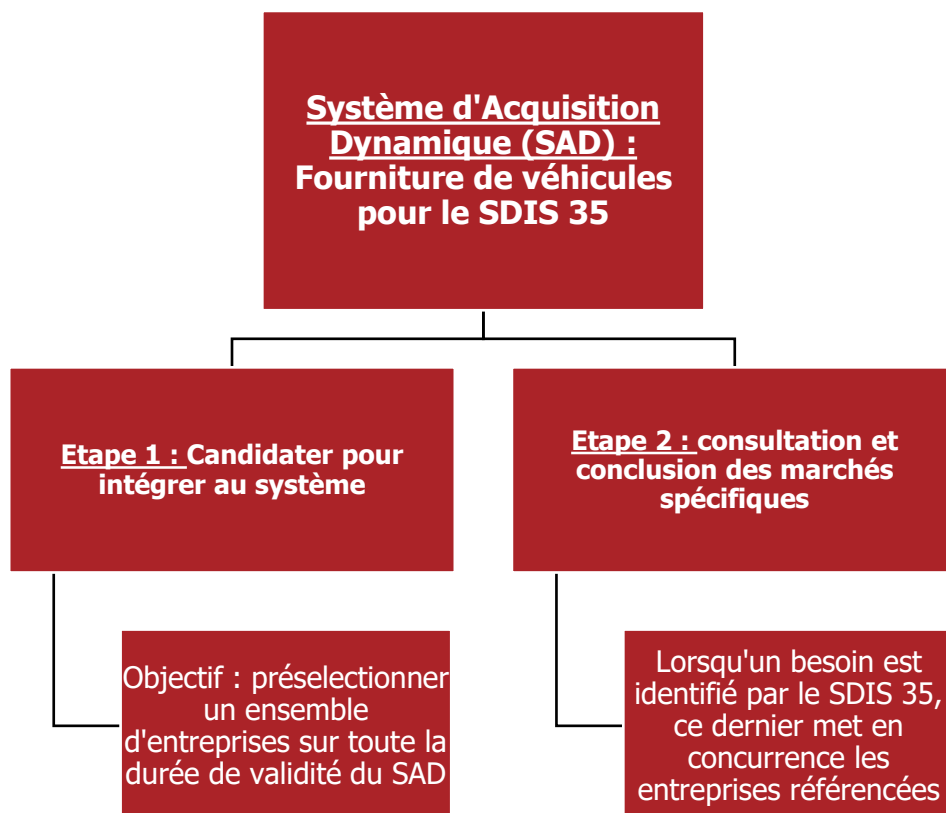 Système d'Acquisition
Dynamique (SAD) :
Fourniture de véhicules
pour le SDIS 35
Etape 1 : Candidater pour
intégrer au système
Objectif : préselectionner
un ensemble
d'entreprises sur toute la
durée de validité du SAD
Etape 2 : consultation et
conclusion des marchés
spécifiques
Lorsqu'un besoin est
identifié par le SDIS 35,
ce dernier met en
concurrence les
entreprises référencées